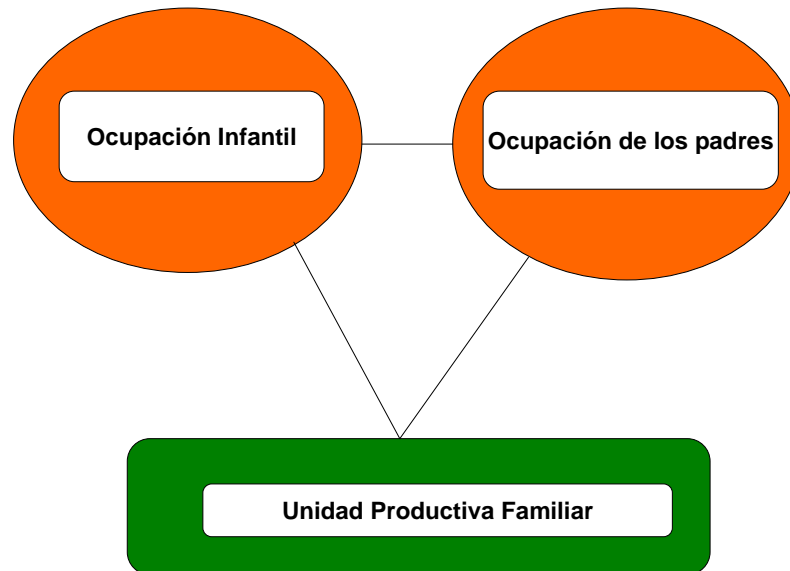 Ocupación Infantil
Ocupación de los padres
Unidad Productiva Familiar